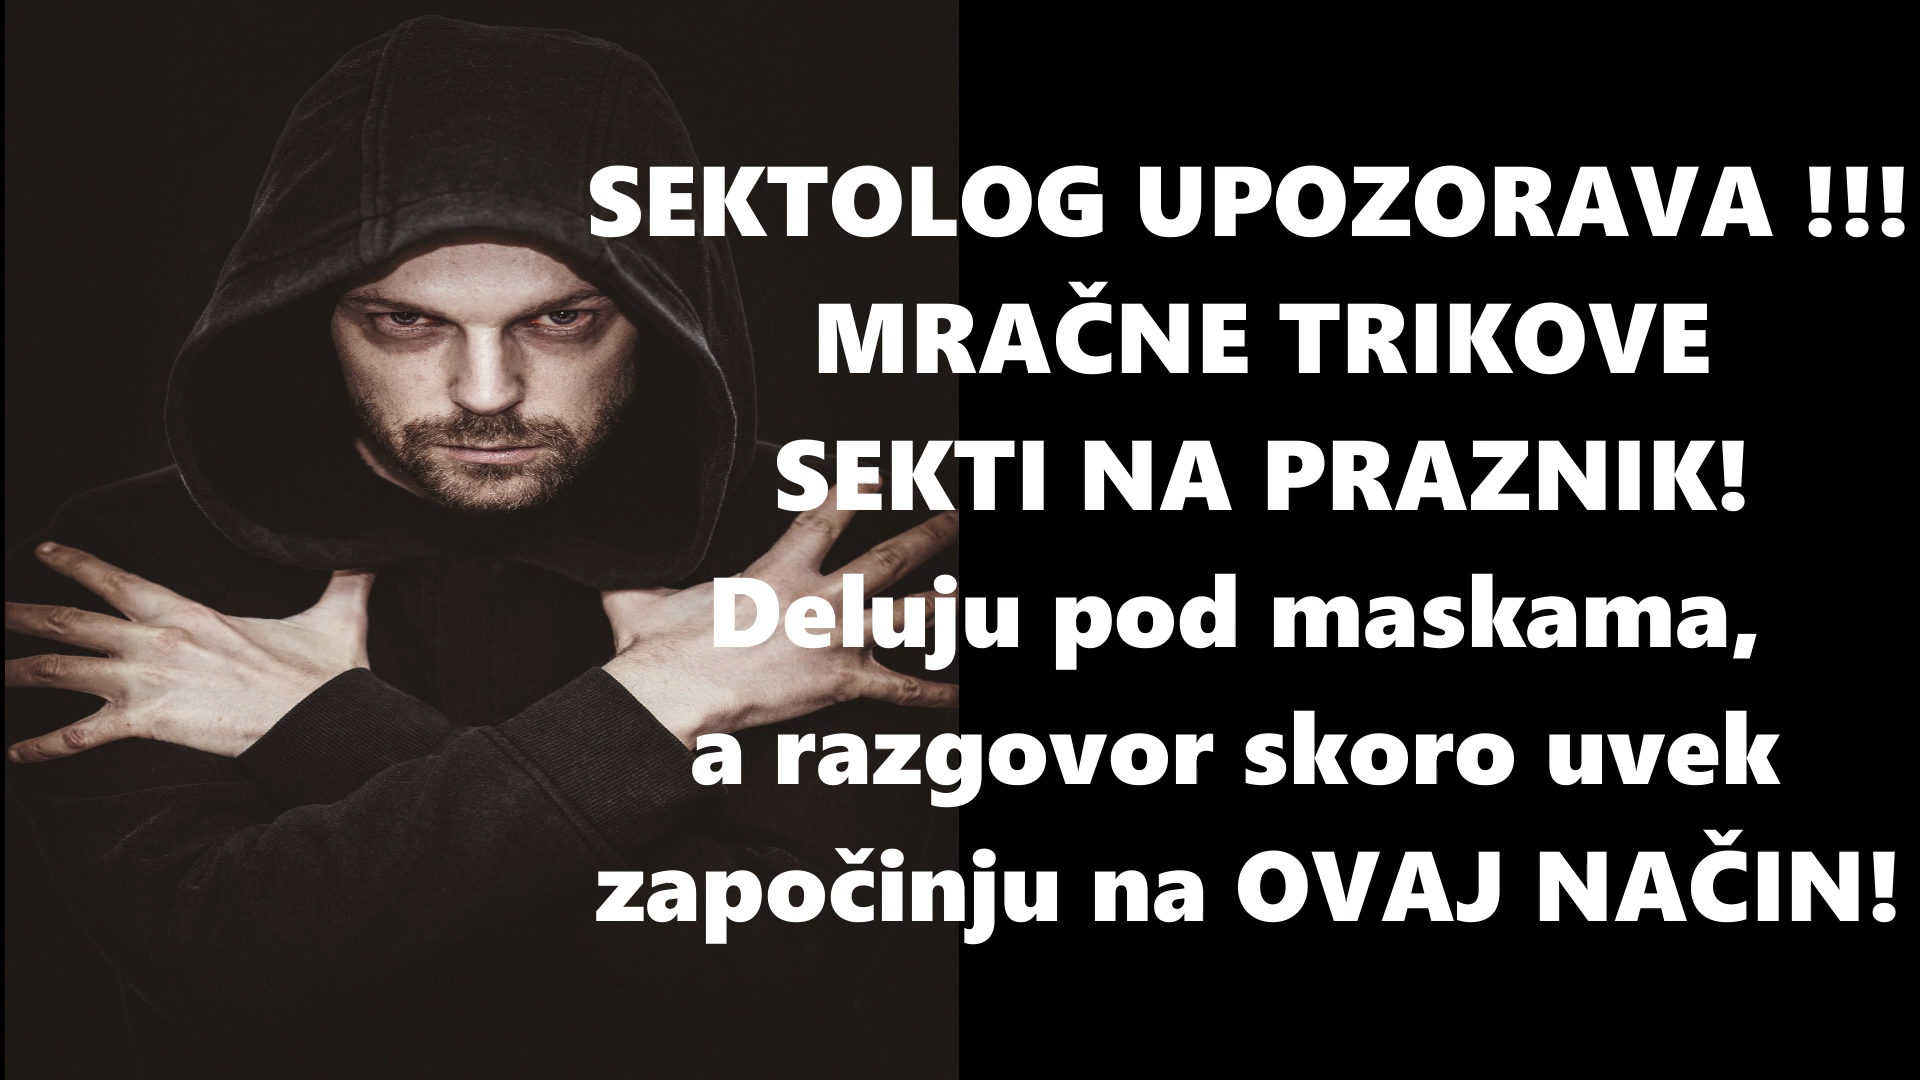 SEKTOLOG UPOZORAVA !!!
MRAČNE TRIKOVE
SEKTI NA PRAZNIK!
Deluju pod maskama,
a razgovor skoro uvek
započinju na OVAJ NAČIN!